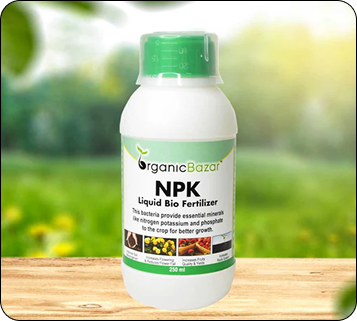 OrganicBazar
NPK
Liquid Bio Fertilizer
This bacteria provide essential minerals
like nitrogen potassium and phosphate
to the crop for better growth.
250 ml